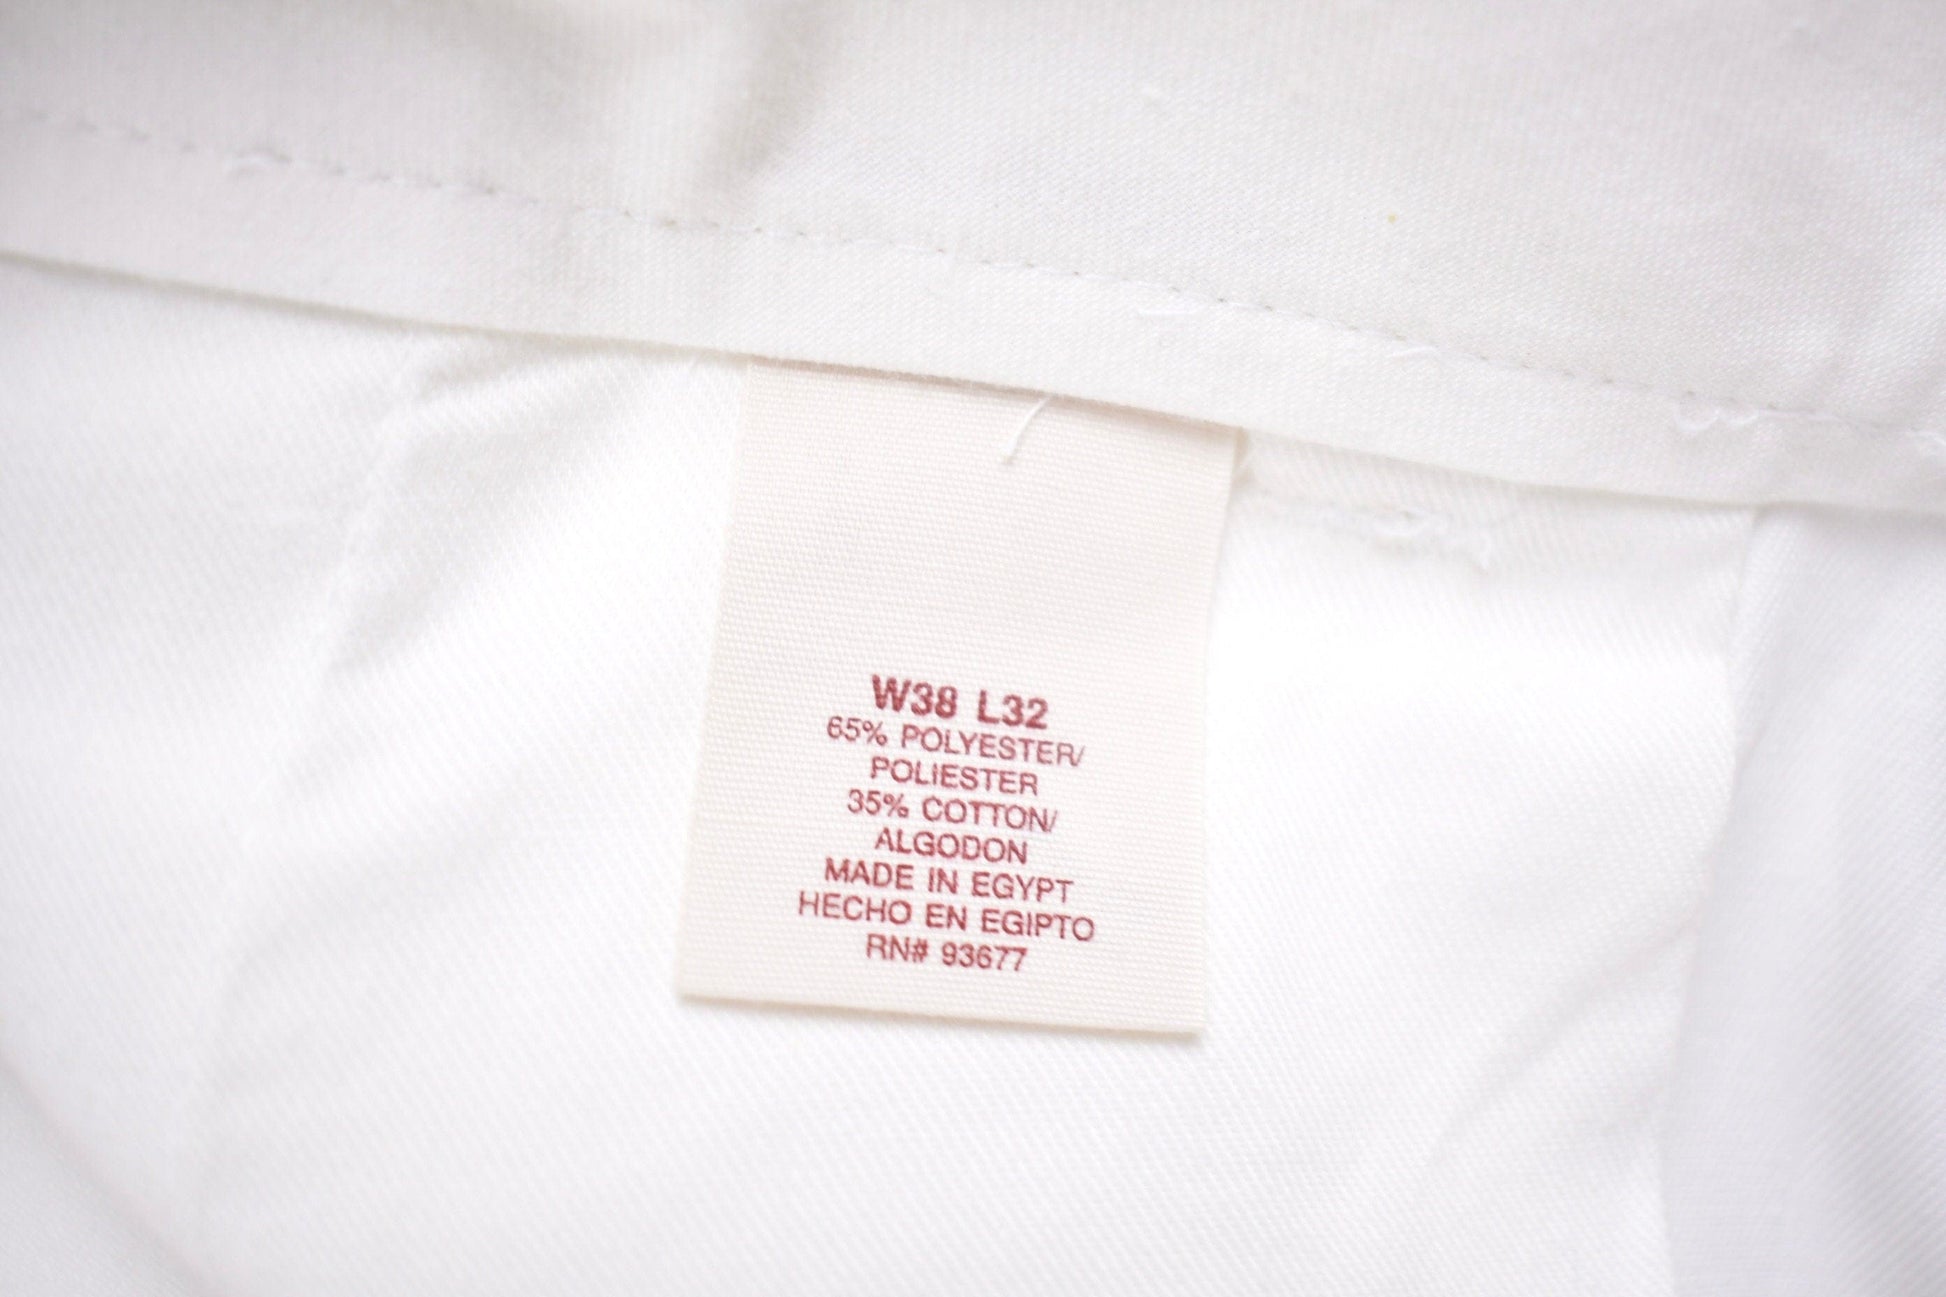 W38 L32
65% POLYESTER/
POLIESTER
35% COTTON/
ALGODON
MADE IN EGYPT
HECHO EN EGIPTO
RN# 93677